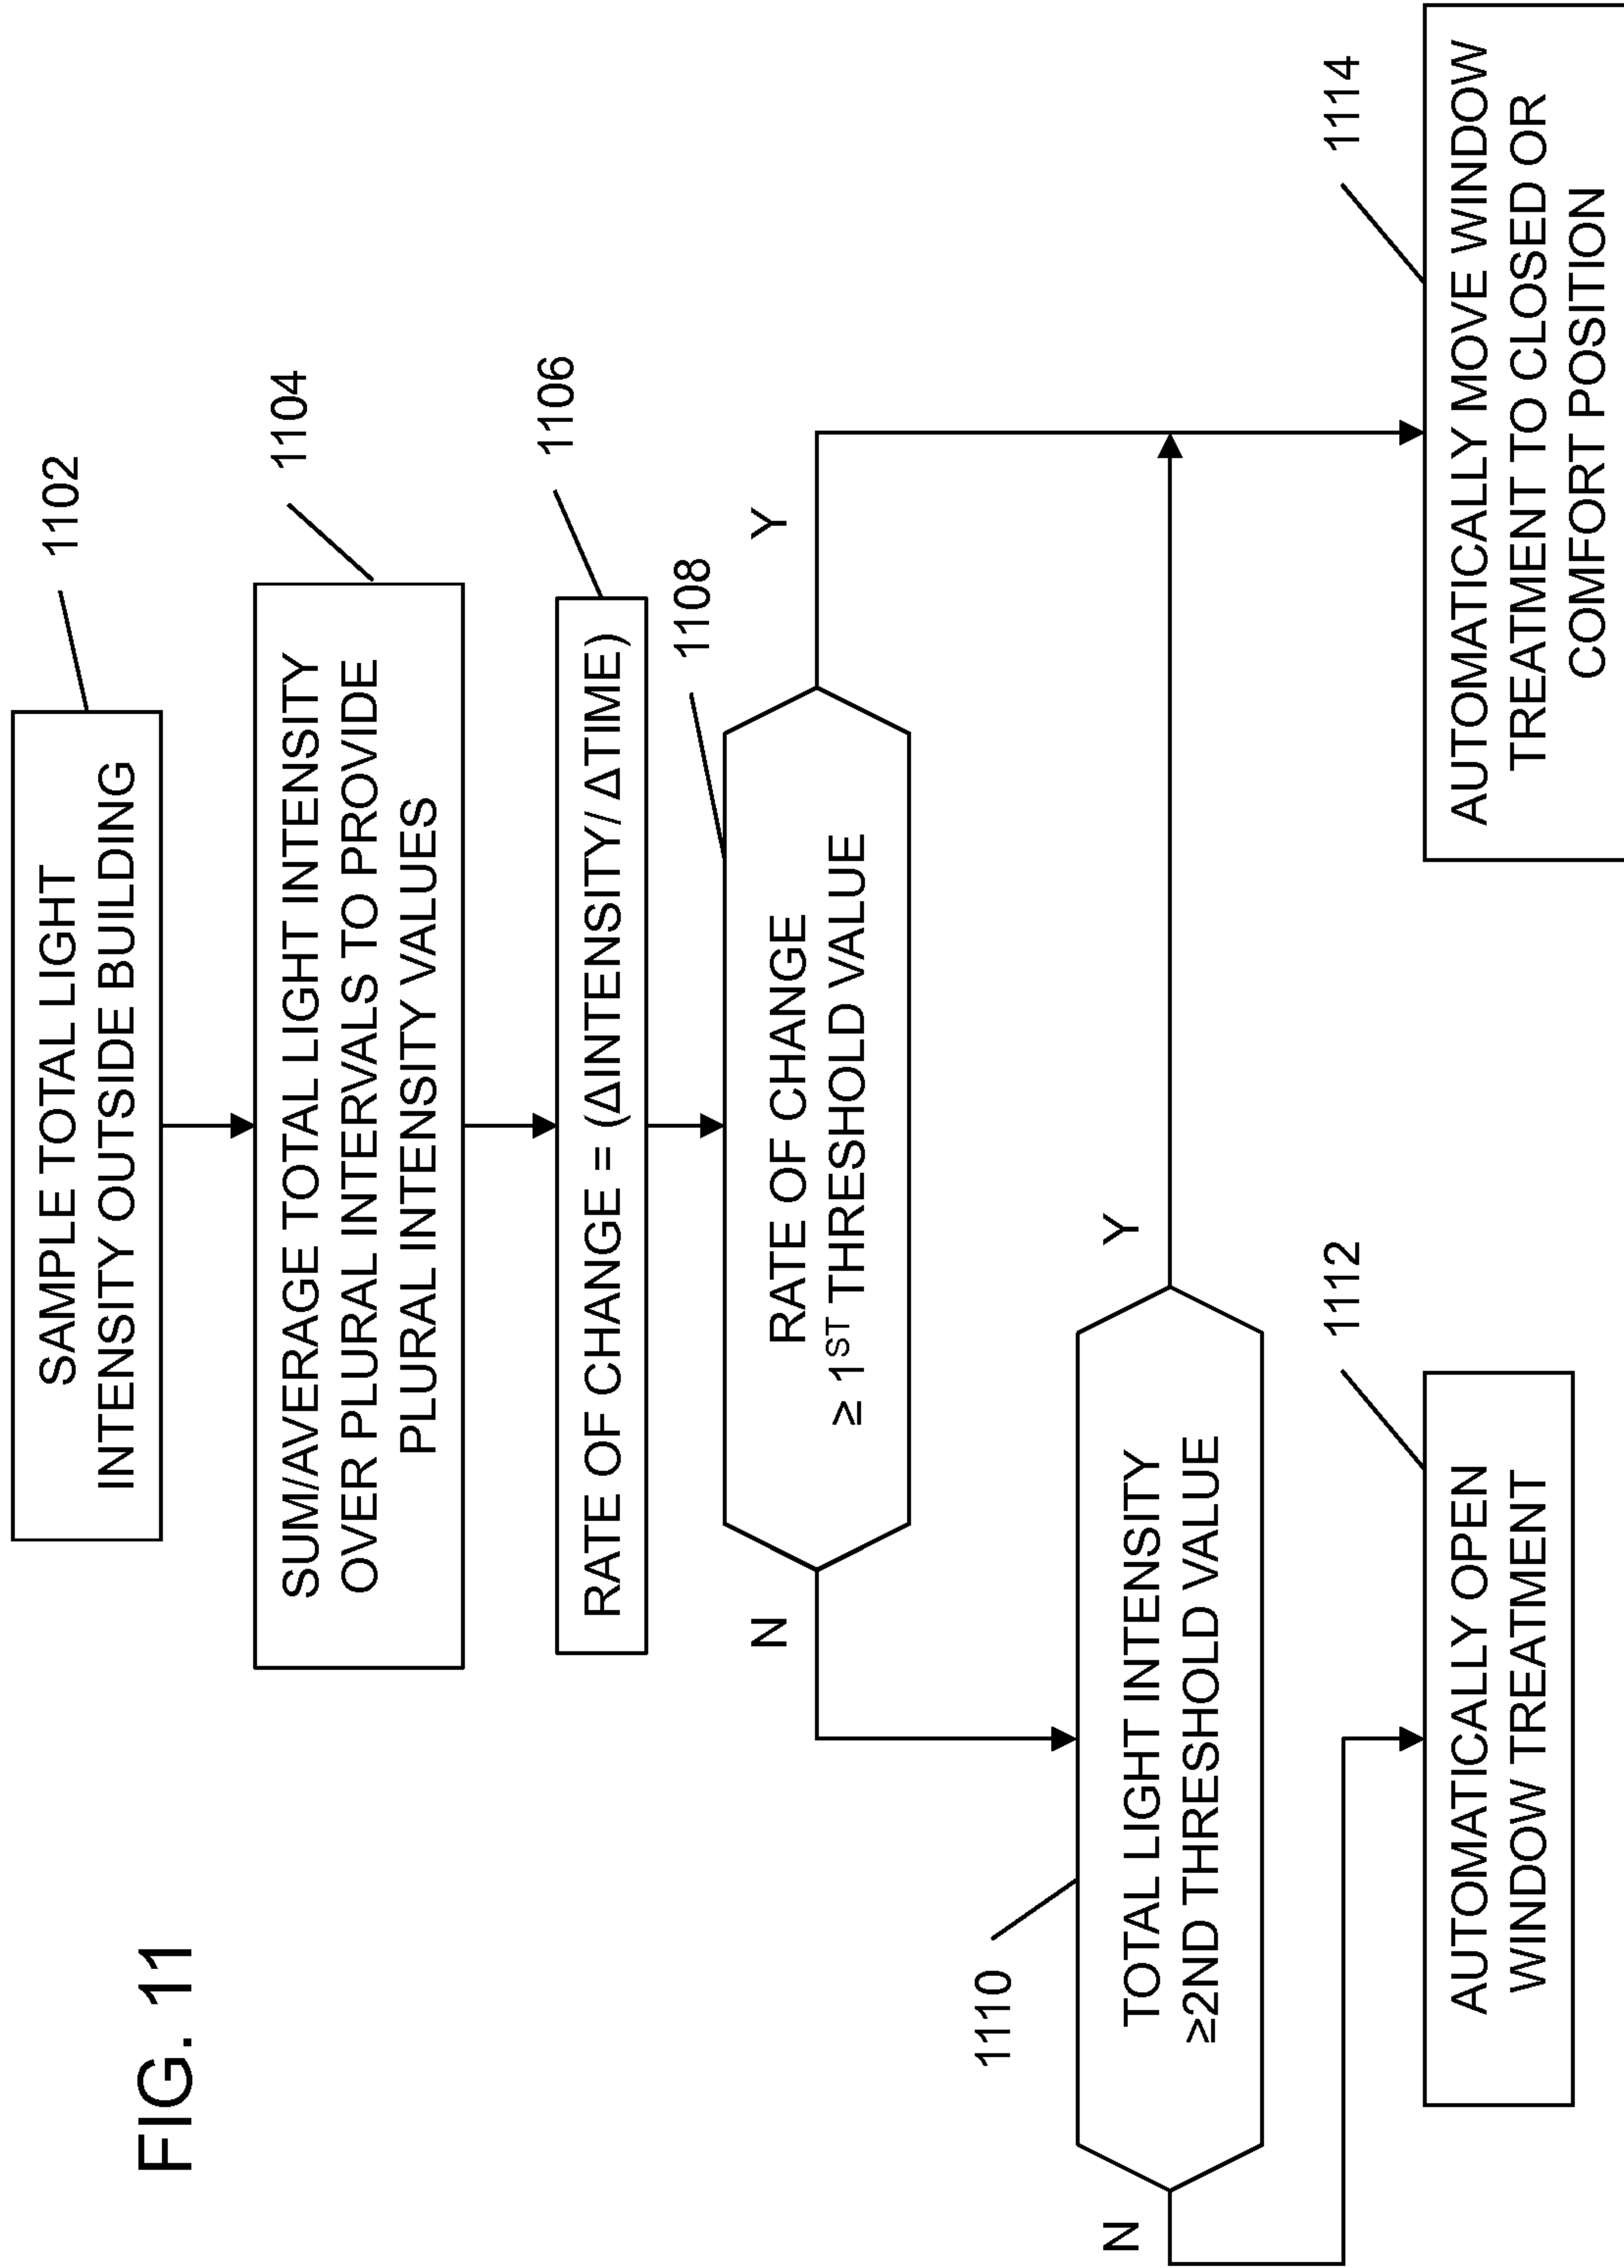 FIG. 11
1102
SAMPLE TOTAL LIGHT
INTENSITY OUTSIDE BUILDING
1104
SUM/AVERAGE TOTAL LIGHT INTENSITY
OVER PLURAL INTERVALS TO PROVIDE
PLURAL INTENSITY VALUES
1106
RATE OF CHANGE = (ΔINTENSITY/ ΔTIME)
1108
RATE OF CHANGE
≥ 1ST THRESHOLD VALUE
N
Y
1110
TOTAL LIGHT INTENSITY
≥2ND THRESHOLD VALUE
N
Y
1112
AUTOMATICALLY OPEN
WINDOW TREATMENT
1114
AUTOMATICALLY MOVE WINDOW
TREATMENT TO CLOSED OR
COMFORT POSITION